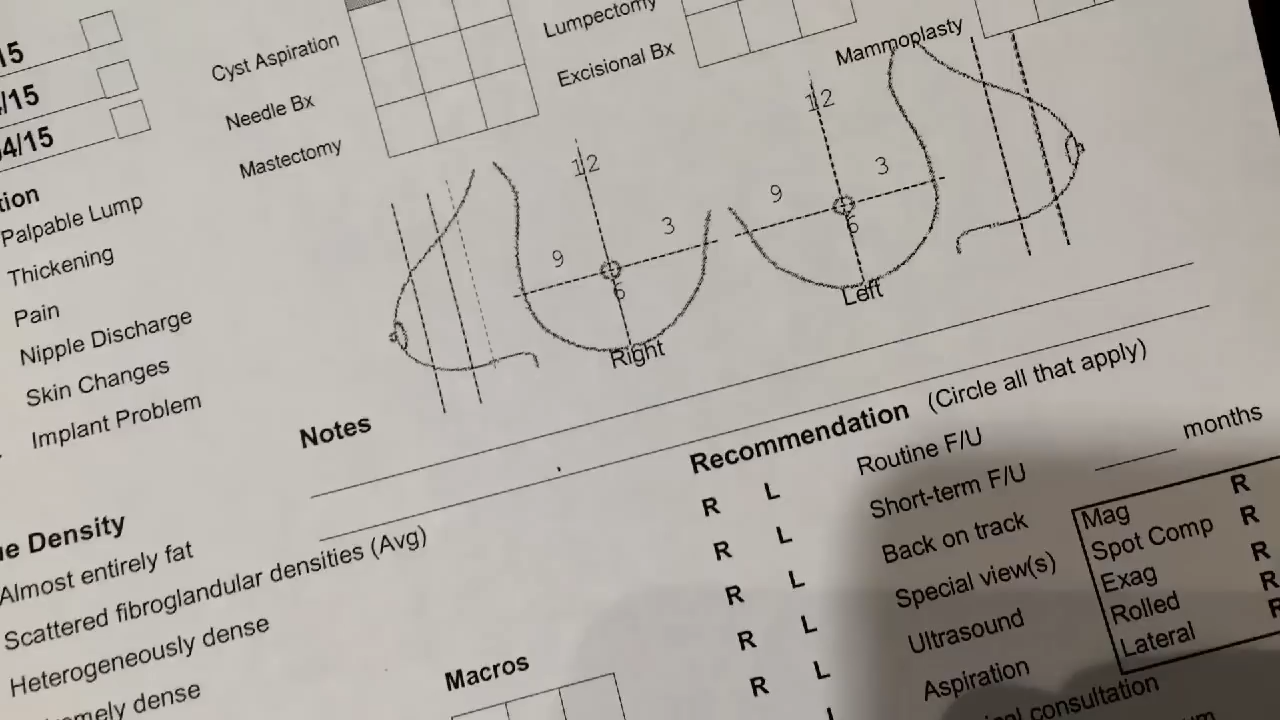 15
/15
04/15
Cyst Aspiration
Needle Bx
Mastectomy
Lumpectomy
Excisional Bx
Mammoplasty
Palpable Lump
Thickening
Pain
Nipple Discharge
Skin Changes
Implant Problem
12
9 3
6
Right
12
9 3
6
Left
Notes
Density
Almost entirely fat
Scattered fibroglandular densities (Avg)
Heterogeneously dense
dense
Macros
Recommendation (Circle all that apply)
R L Routine F/U
R L Short-term F/U months
R L Back on track
R L Special view(s)
R L Ultrasound
L Aspiration
consultation
Mag R
Spot Comp R
Exag R
Rolled R
Lateral R